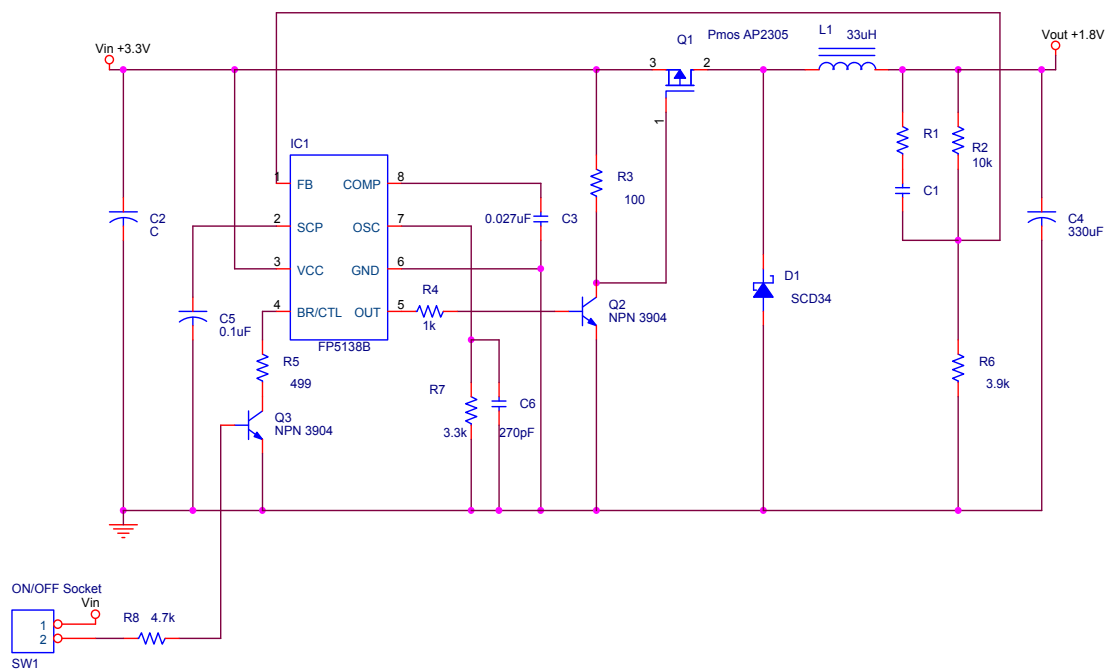 Vin +3.3V
Q1
Pmos AP2305
L1
33uH
Vout +1.8V
3
2
1
IC1
FP5138B
1 FB
2 SCP
3 VCC
4 BR/CTL
COMP 8
OSC 7
GND 6
OUT 5
C2
C
C5
0.1uF
0.027uF
C3
R3
100
R1
C1
R2
10k
C4
330uF
R4
1k
Q2
NPN 3904
D1
SCD34
R5
499
Q3
NPN 3904
R7
3.3k
C6
270pF
R6
3.9k
ON/OFF Socket
Vin
1
2
SW1
R8
4.7k